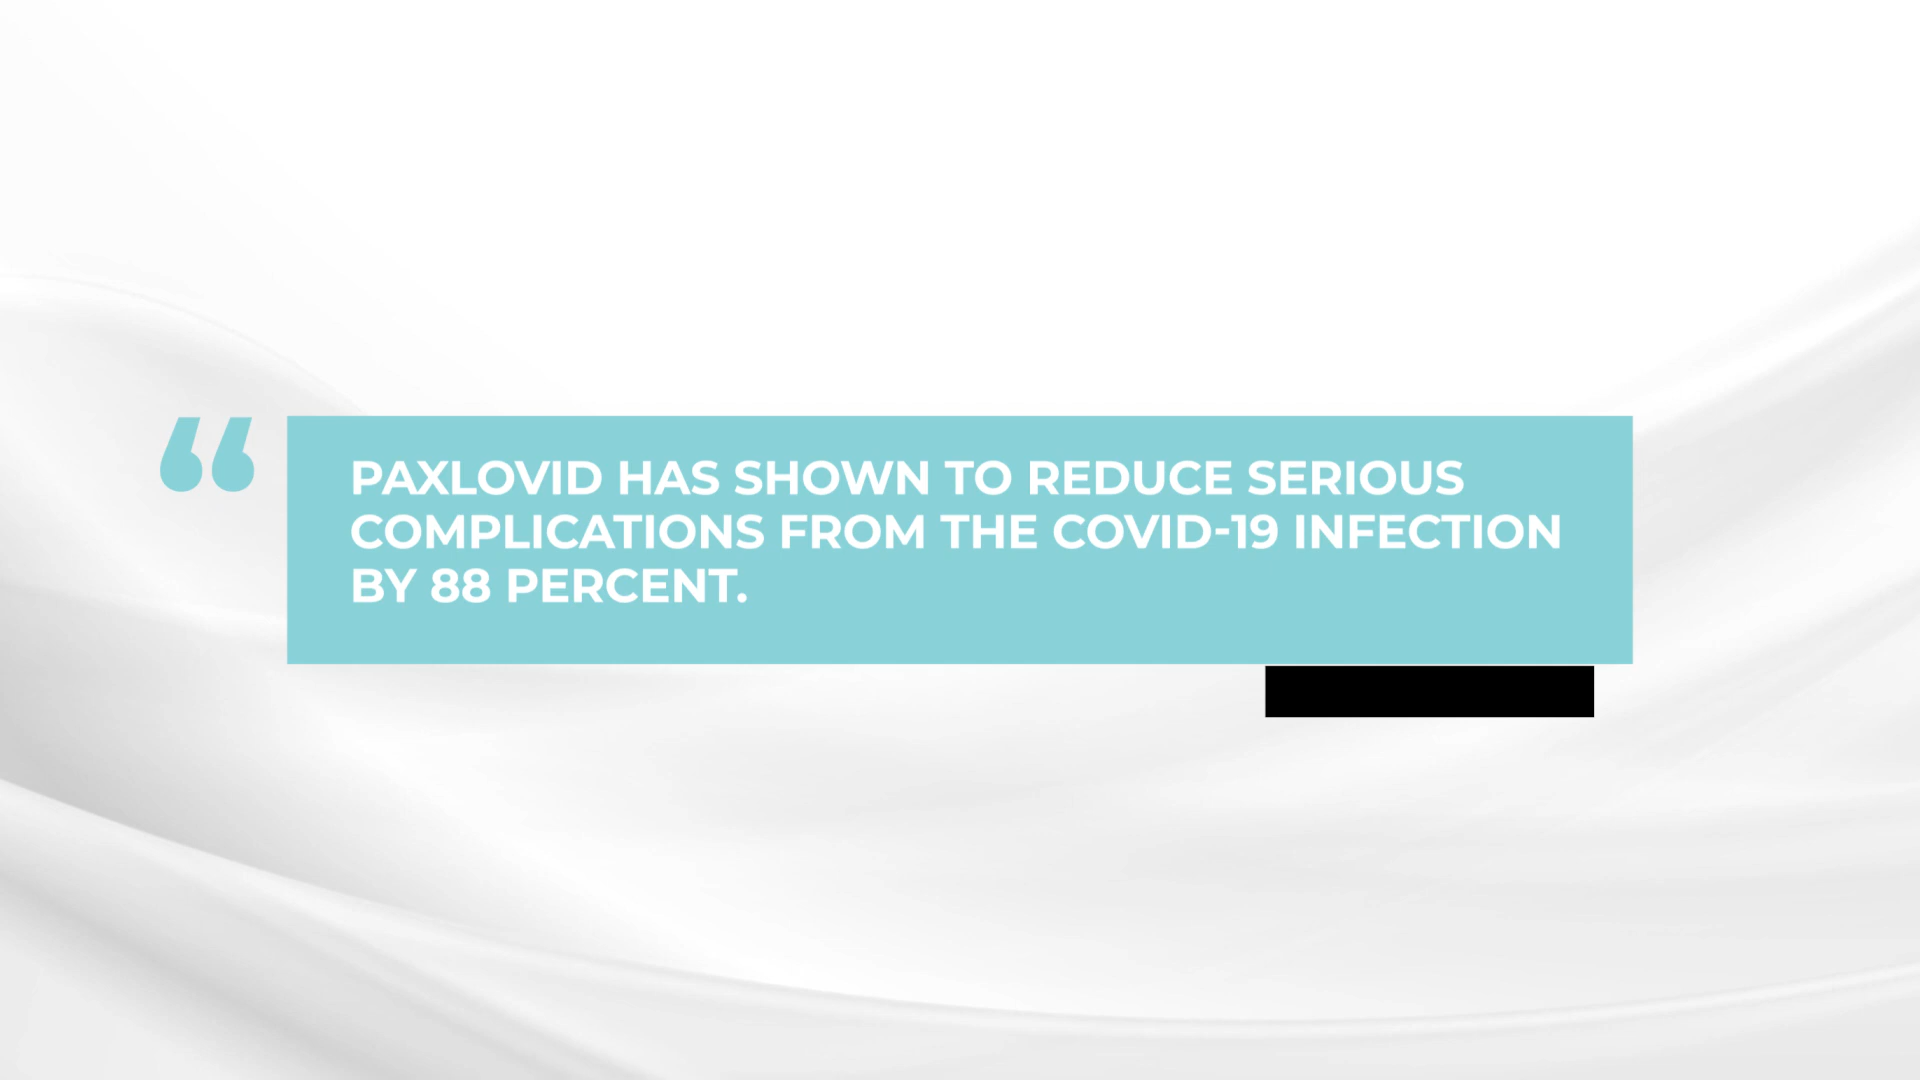 “
PAXLOVID HAS SHOWN TO REDUCE SERIOUS
COMPLICATIONS FROM THE COVID-19 INFECTION
BY 88 PERCENT.